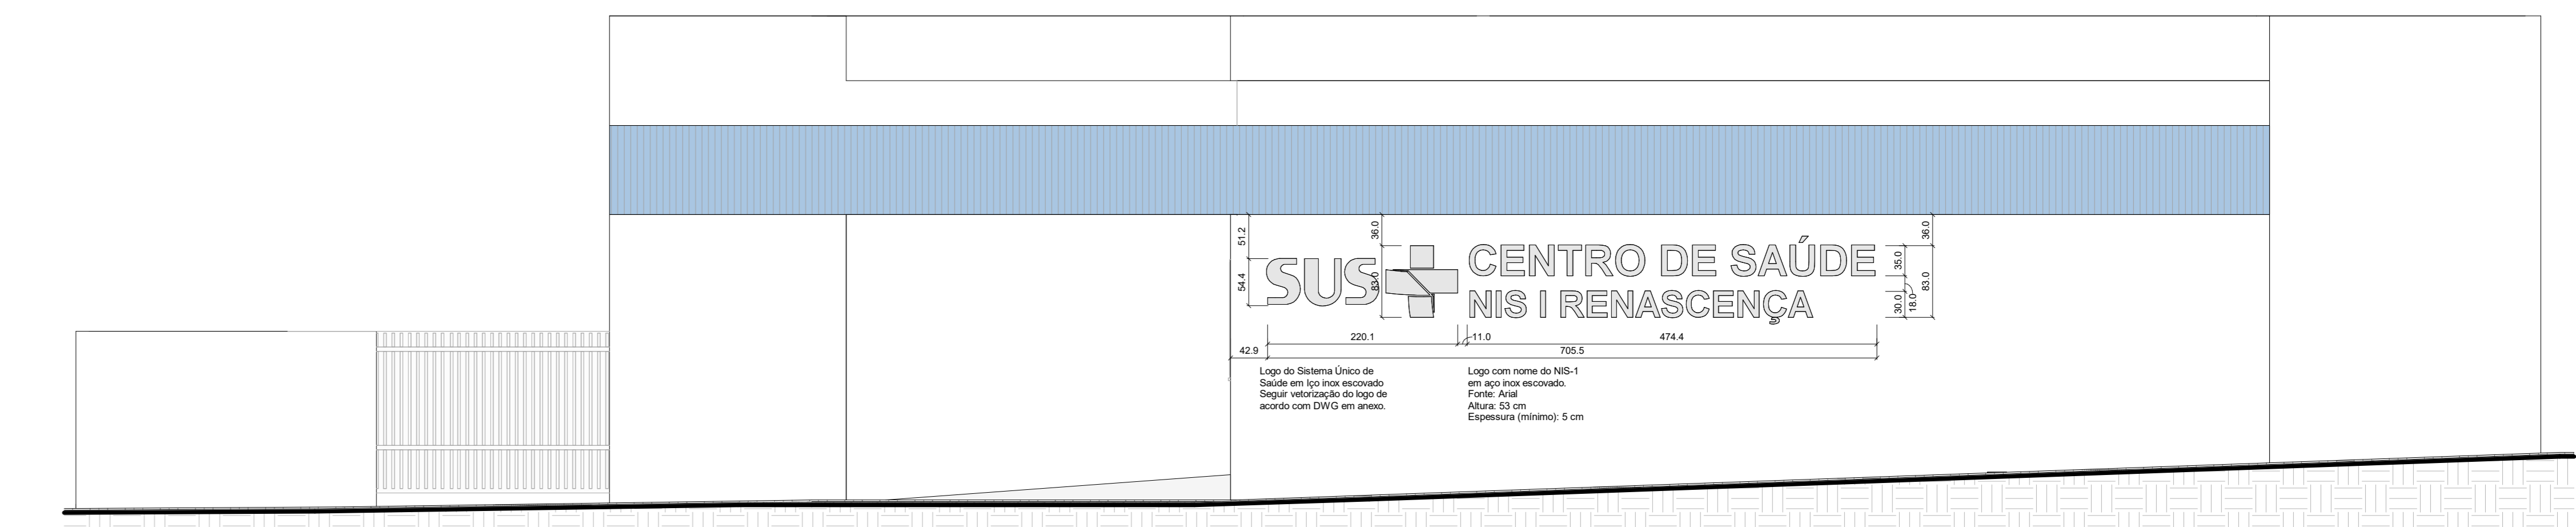 51.2
54.4
36.0
83.0
SUS
CENTRO DE SAÚDE
NIS I RENASCENÇA
35.0
30.0
18.0
36.0
83.0
220.1
11.0
474.4
42.9
705.5
Logo do Sistema Único de
Saúde em lço inox escovado
Seguir vetorização do logo de
acordo com DWG em anexo.
Logo com nome do NIS-1
em aço inox escovado.
Fonte: Arial
Altura: 53 cm
Espessura (mínimo): 5 cm